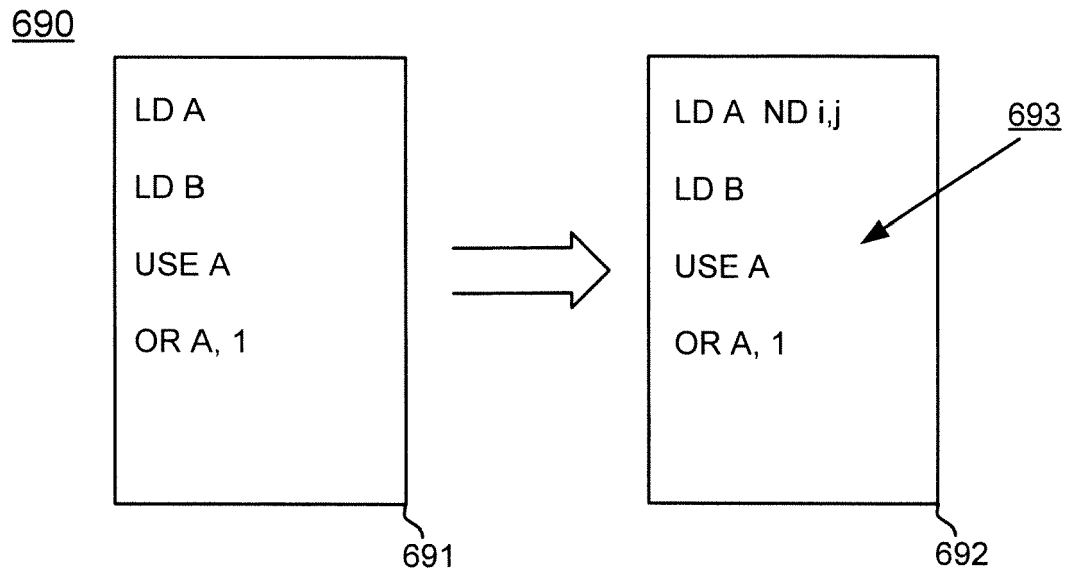 690
LD A
LD B
USE A
OR A, 1
691
LD A ND i,j
LD B
USE A
OR A, 1
692
693